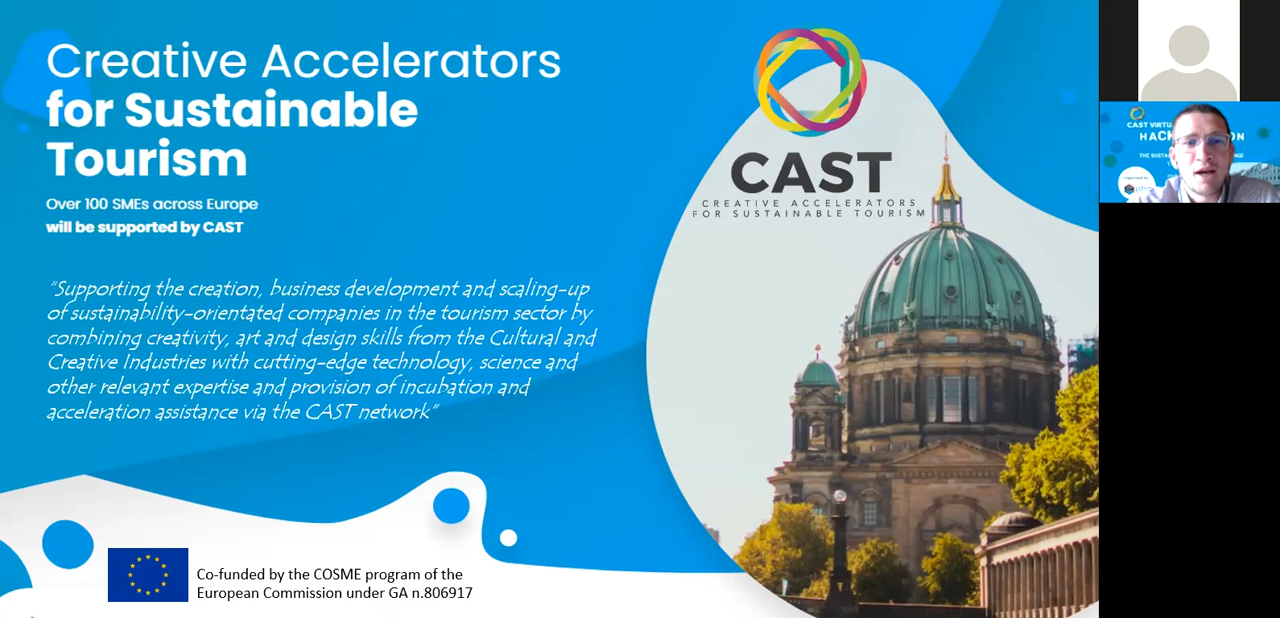 Creative Accelerators
for Sustainable
Tourism
Over 100 SMEs across Europe
will be supported by CAST
"Supporting the creation, business development and scaling-up
of sustainability-orientated companies in the tourism sector by
combining creativity, art and design skills from the Cultural and
Creative Industries with cutting-edge technology, science and
other relevant expertise and provision of incubation and
acceleration assistance via the CAST network"
Co-funded by the COSME program of the
European Commission under GA n.806917
CAST
CREATIVE ACCELERATORS
FOR SUSTAINABLE TOURISM
CAST